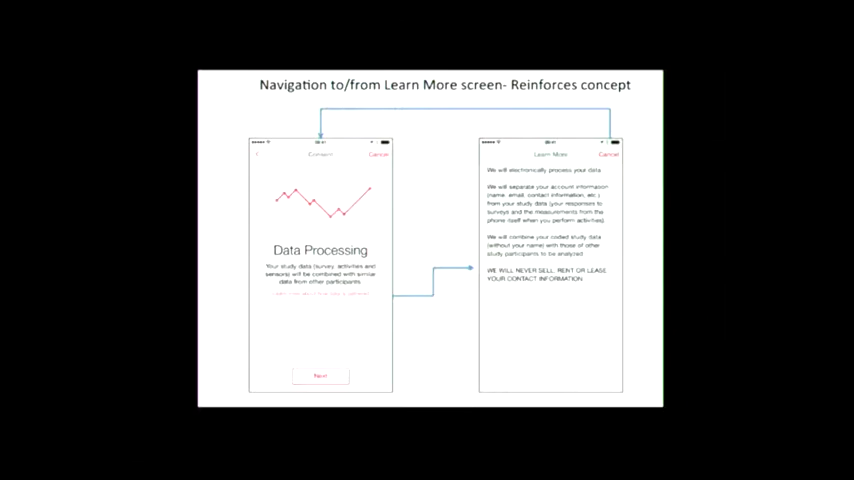 Navigation to/from Learn More screen- Reinforces concept
Consent
Cancel
Data Processing
Your study data (survey, activities and
sensors) will be combined with similar
data from other participants
Next
Learn More
Cancel
We will electronically process your data
We will separate your account information
(name, email, contact information, etc.)
from your study data (your responses to
surveys and the measurements from the
phone itself when you perform activities).
We will combine your coded study data
(without your name) with those of other
study participants to be analyzed
WE WILL NEVER SELL, RENT OR LEASE
YOUR CONTACT INFORMATION